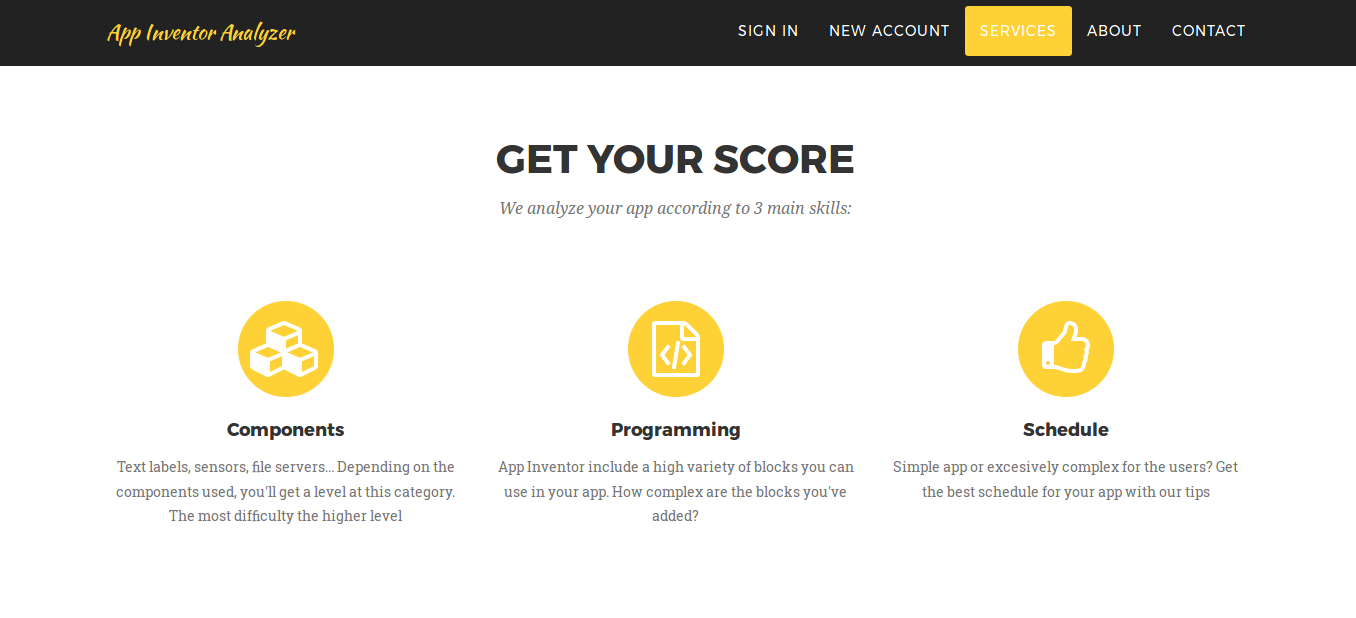 App Inventor Analyzer
SIGN IN
NEW ACCOUNT
SERVICES
ABOUT
CONTACT
GET YOUR SCORE
We analyze your app according to 3 main skills:
Components
Text labels, sensors, file servers... Depending on the
components used, you'll get a level at this category.
The most difficulty the higher level
Programming
App Inventor include a high variety of blocks you can
use in your app. How complex are the blocks you've
added?
Schedule
Simple app or excesively complex for the users? Get
the best schedule for your app with our tips